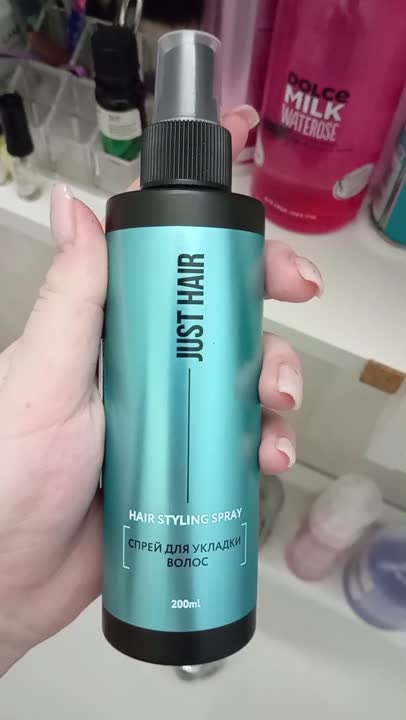 JUST HAIR
HAIR STYLING SPRAY
СПРЕЙ ДЛЯ УКЛАДКИ
ВОЛОС
200ml
DOLCE
MILK
WATEROSE